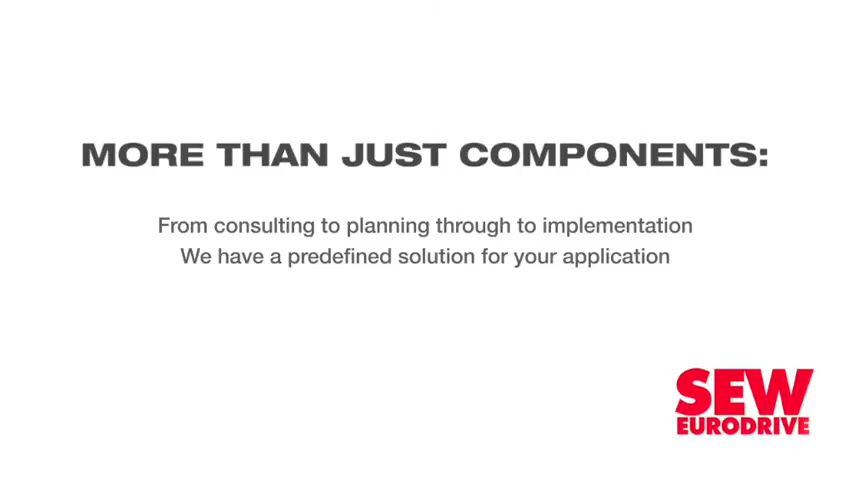 MORE THAN JUST COMPONENTS:
From consulting to planning through to implementation
We have a predefined solution for your application
SEW
EURODRIVE